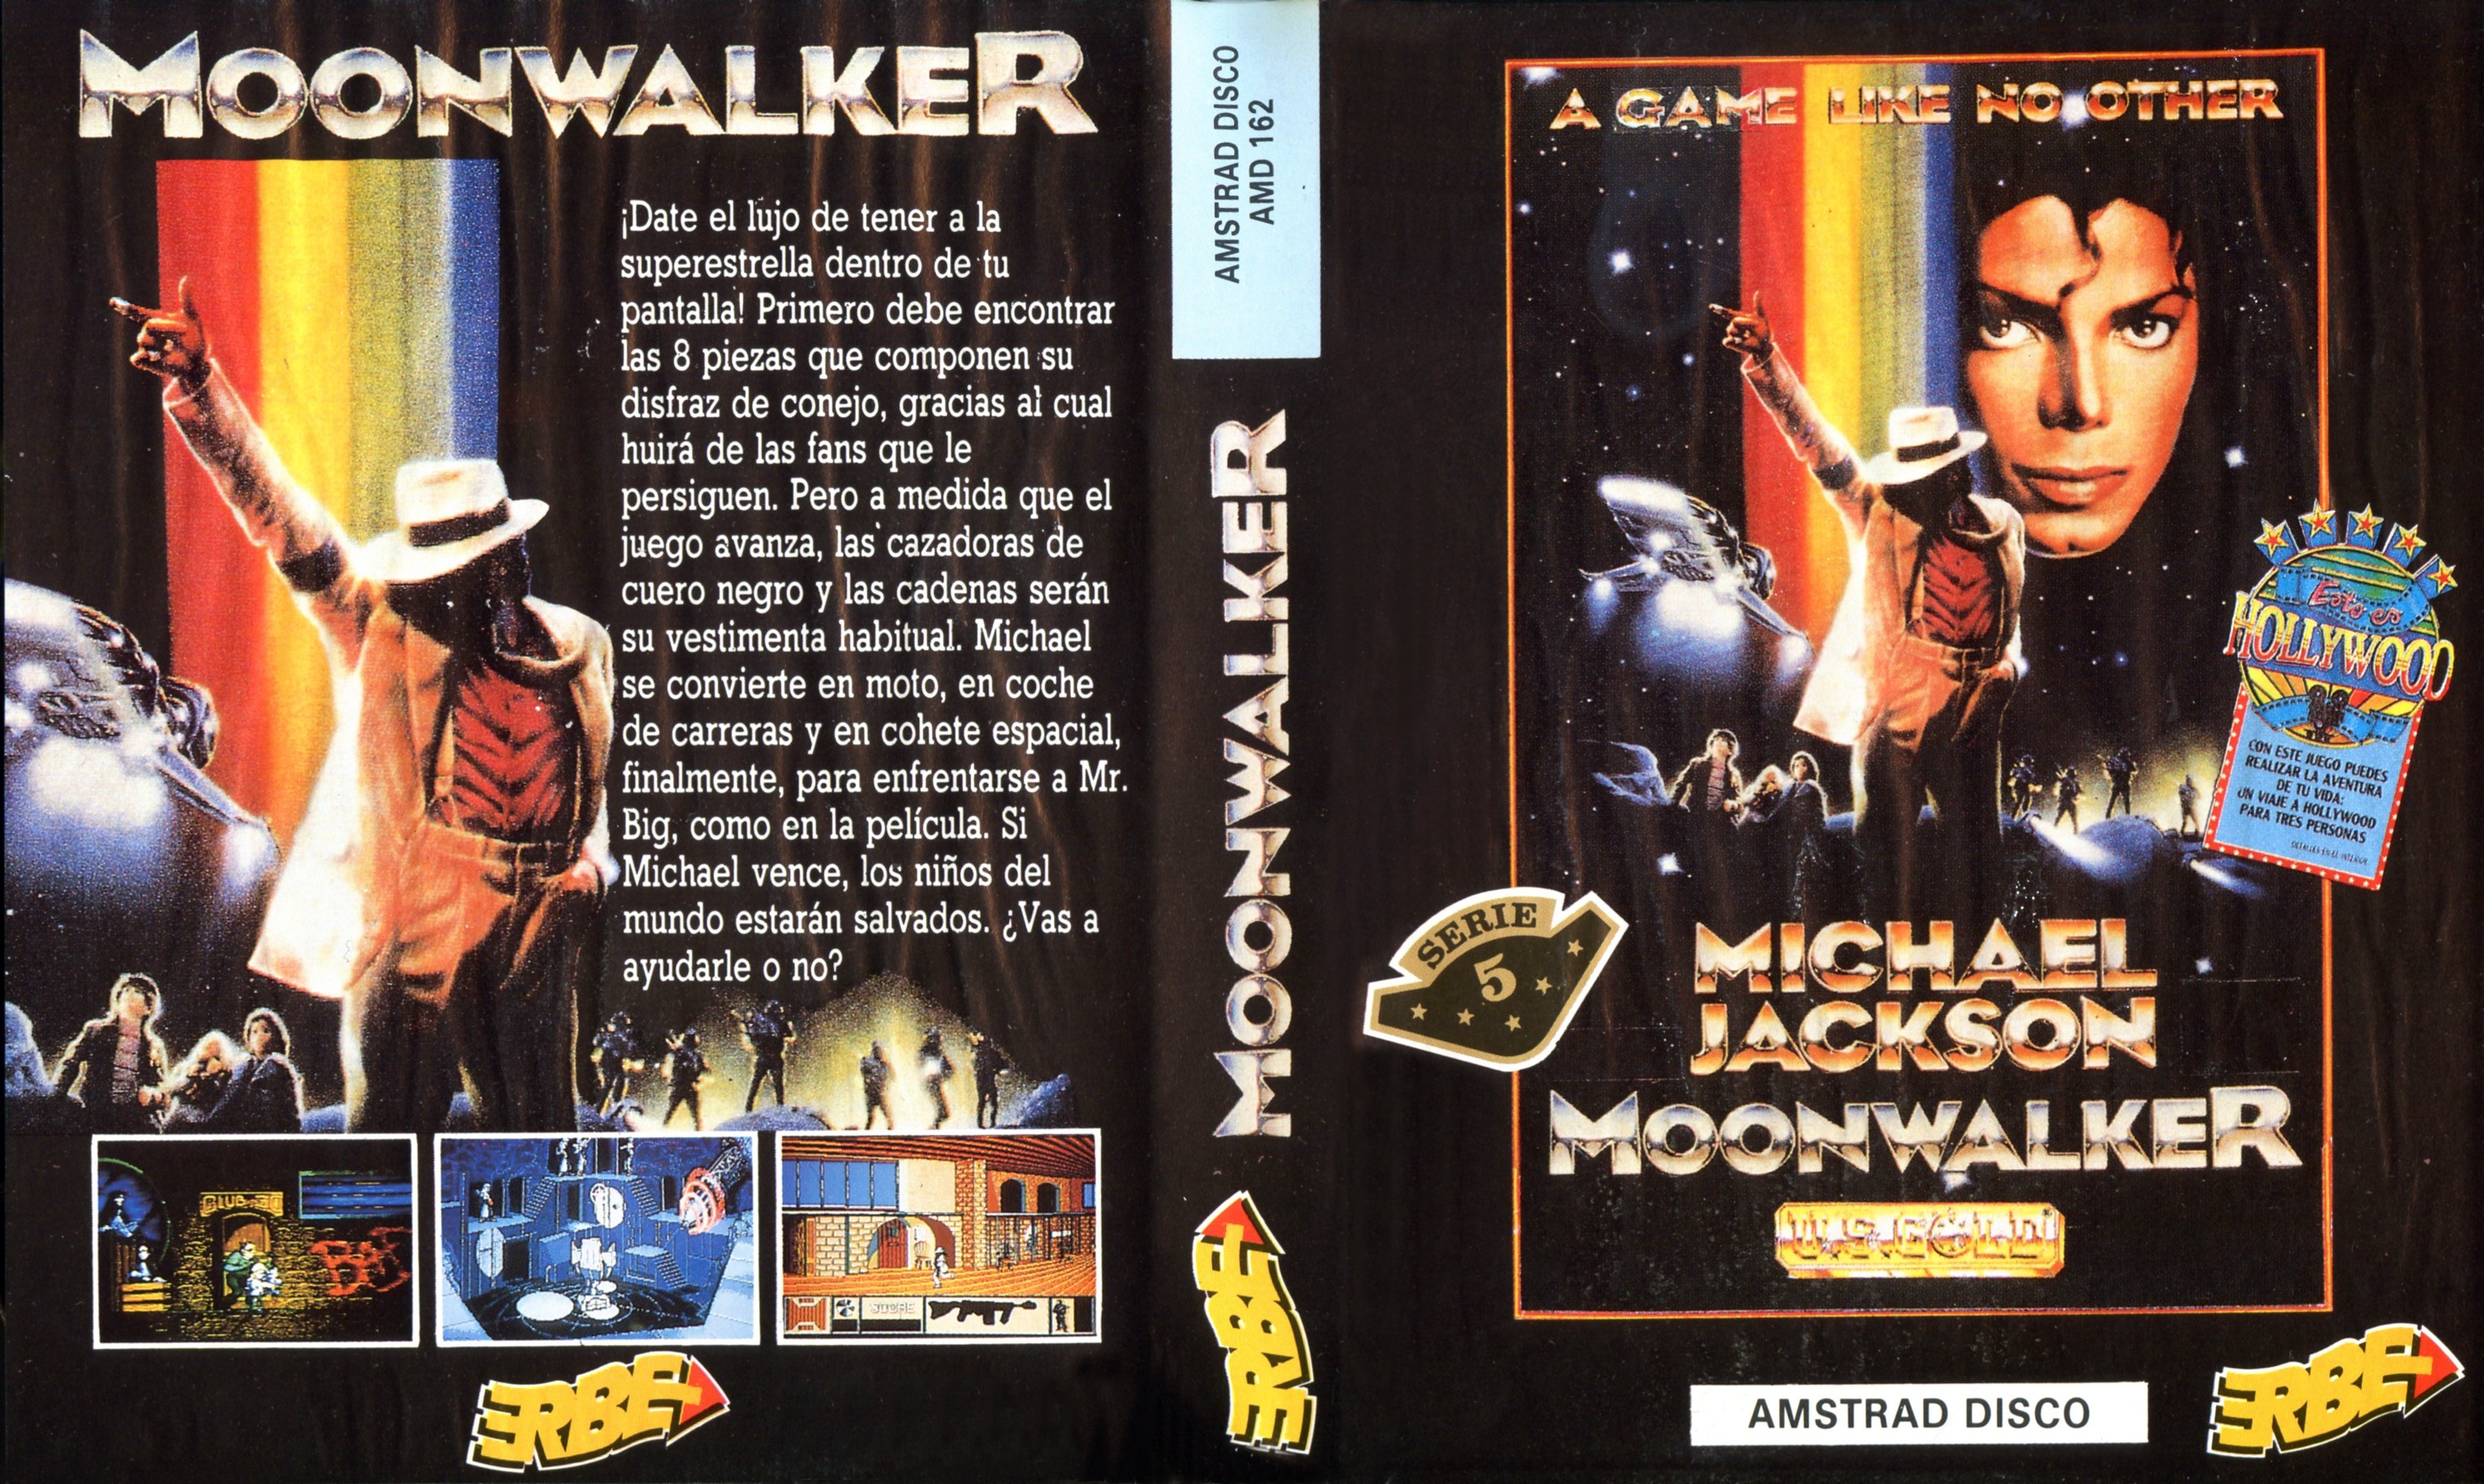 MOONWALKER
¡Date el lujo de tener a la
superestrella dentro de tu
pantalla! Primero debe encontrar
las 8 piezas que componen su
disfraz de conejo, gracias al cual
huirá de las fans que le
persiguen. Pero a medida que el
juego avanza, las cazadoras de
cuero negro y las cadenas serán
su vestimenta habitual. Michael
se convierte en moto, en coche
de carreras y en cohete espacial,
finalmente, para enfrentarse a Mr.
Big, como en la película. Si
Michael vence, los niños del
mundo estarán salvados. ¿Vas a
ayudarle o no?
CLUB 30
ERBE
AMSTRAD DISCO
AMD 162
MOONWALKER
ERBE
A GAME LIKE NO OTHER
Esto es
HOLLYWOOD
CON ESTE JUEGO PUEDES
REALIZAR LA AVENTURA
DE TU VIDA:
UN VIAJE A HOLLYWOOD
PARA TRES PERSONAS
DETALLES EN EL INTERIOR
SERIE
5
MICHAEL
JACKSON
MOONWALKER
U.S. GOLD
AMSTRAD DISCO
ERBE